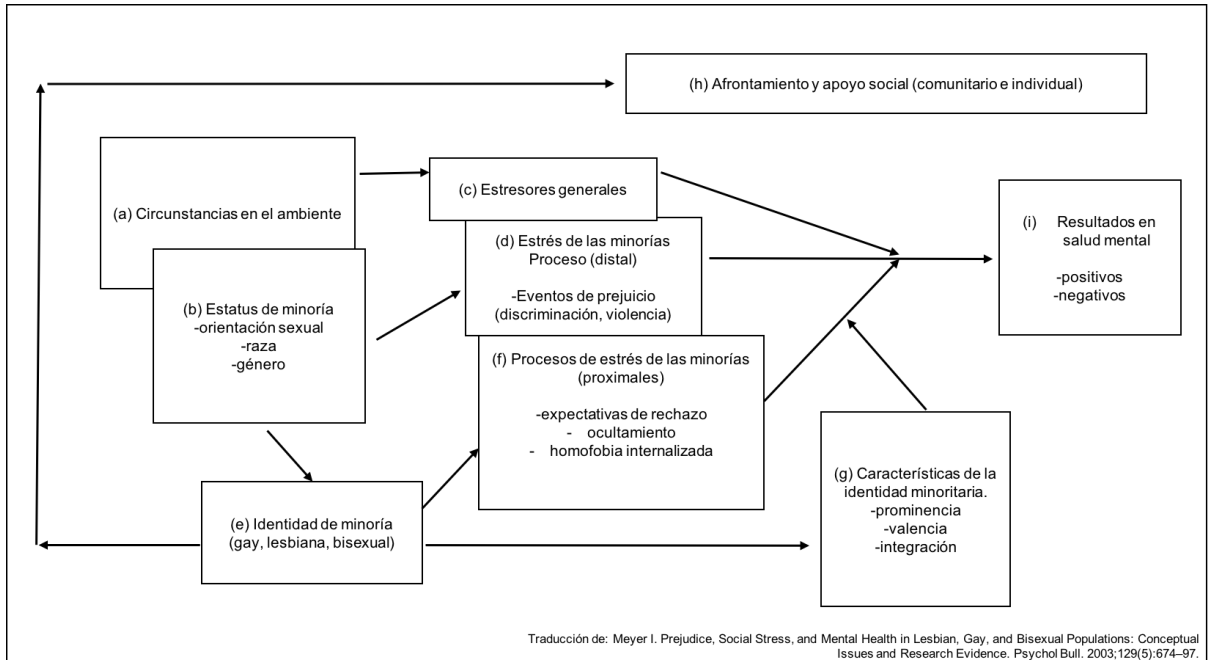 (h) Afrontamiento y apoyo social (comunitario e individual)
(a) Circunstancias en el ambiente
(b) Estatus de minoría
-orientación sexual
-raza
-género
(c) Estresores generales
(d) Estrés de las minorías
Proceso (distal)
-Eventos de prejuicio
(discriminación, violencia)
(f) Procesos de estrés de las minorías
(proximales)
-expectativas de rechazo
- ocultamiento
- homofobia internalizada
(i) Resultados en
salud mental
-positivos
-negativos
(e) Identidad de minoría
(gay, lesbiana, bisexual)
(g) Características de la
identidad minoritaria.
-prominencia
-valencia
-integración
Traducción de: Meyer I. Prejudice, Social Stress, and Mental Health in Lesbian, Gay, and Bisexual Populations: Conceptual
Issues and Research Evidence. Psychol Bull. 2003;129(5):674–97.